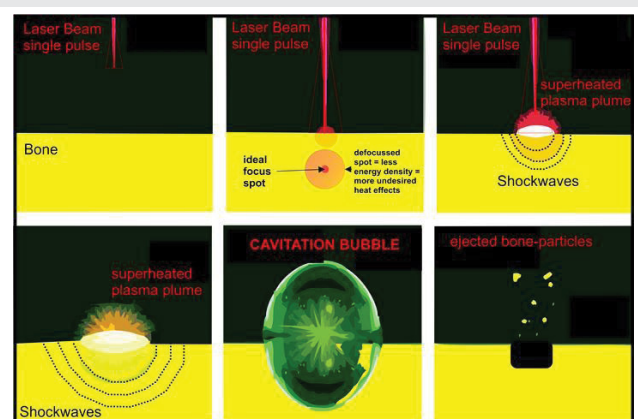 Laser Beam
single pulse
Bone
Laser Beam
single pulse
ideal
focus
spot
defocussed
spot = less
energy density =
more undesired
heat effects
Laser Beam
single pulse
superheated
plasma plume
Shockwaves
superheated
plasma plume
Shockwaves
CAVITATION BUBBLE
ejected bone-particles